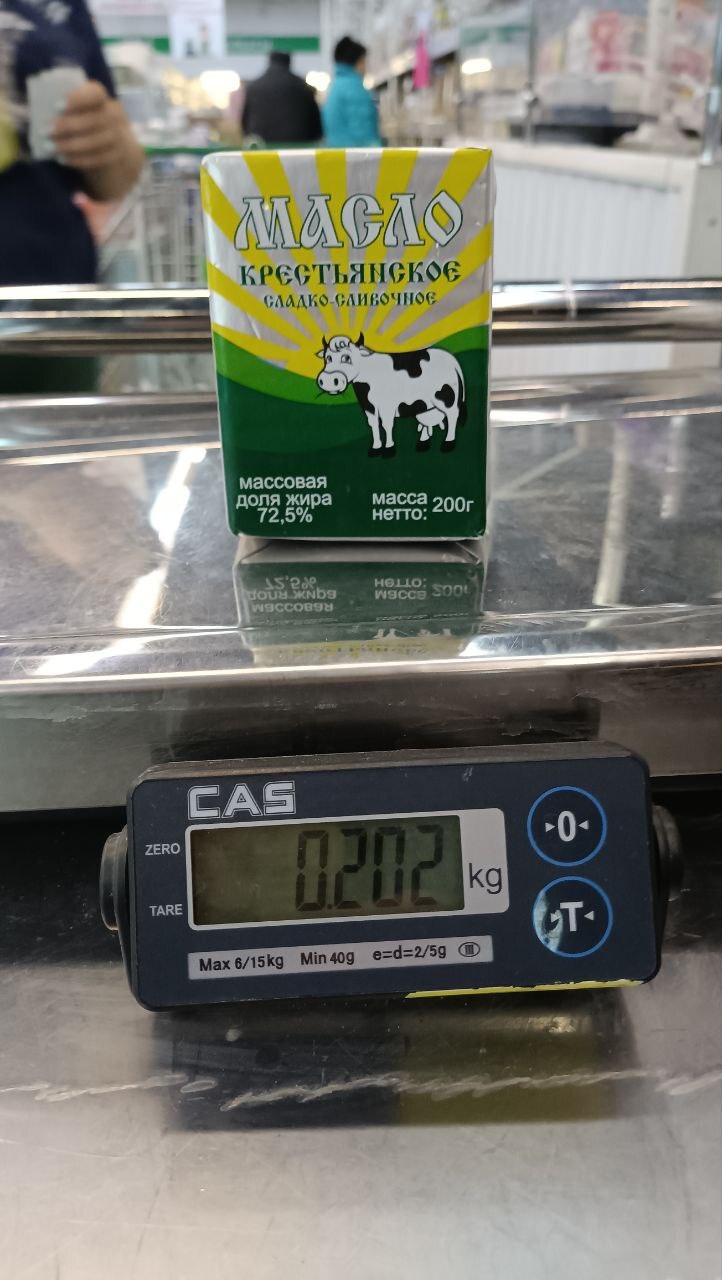 МАСЛО
КРЕСТЬЯНСКОЕ
СЛАДКО-СЛИВОЧНОЕ
массовая
доля жира
72,5%
масса
нетто: 200г
CAS
ZERO
TARE
0.202 kg
0
T
Max 6/15kg Min 40g e=d=2/5g III